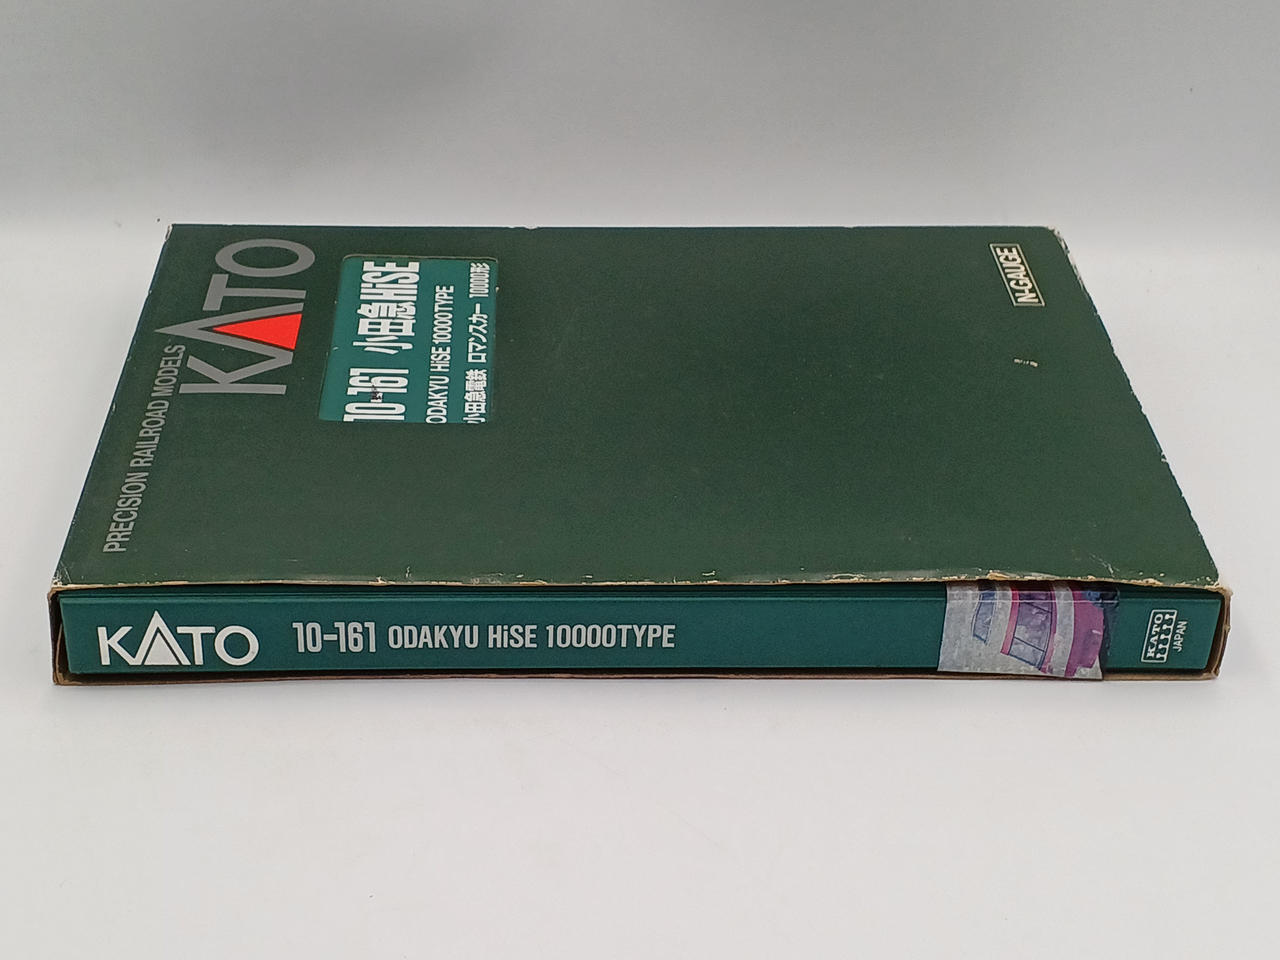 PRECISION RAILROAD MODELS
KATO
10-161 小田急HiSE
ODAKYU HiSE 10000TYPE
小田急電鉄 ロマンスカー 10000形
N-GAUGE
KATO 10-161 ODAKYU HiSE 10000TYPE
KATO
JAPAN